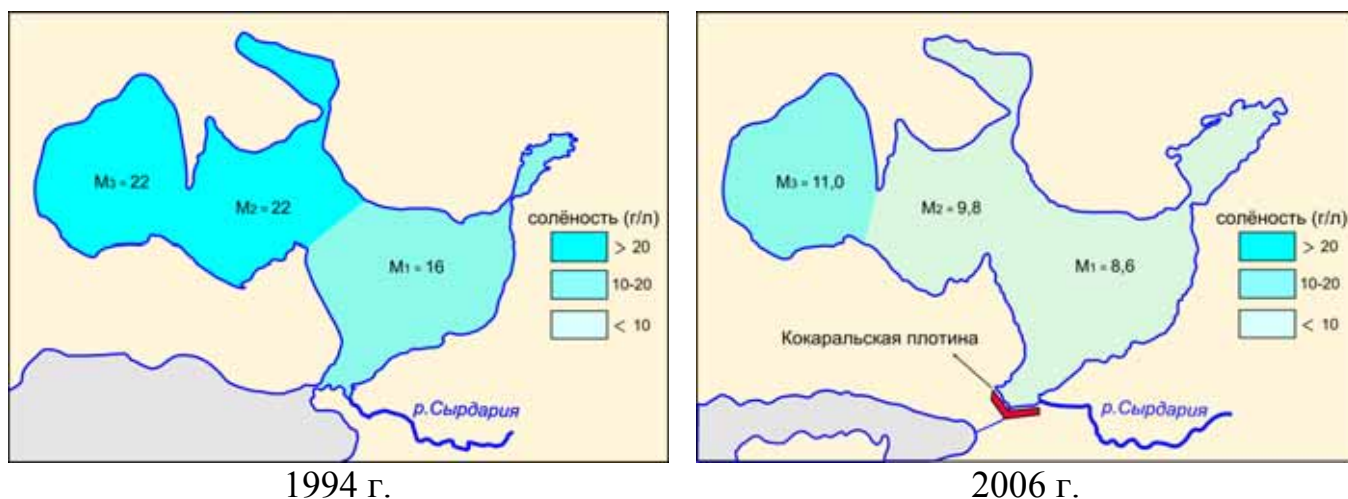 M3 = 22
M2 = 22
M1 = 16
солёность (г/л)
> 20
10-20
< 10
р.Сырдария
1994 г.
M3 = 11,0
M2 = 9,8
M1 = 8,6
солёность (г/л)
> 20
10-20
< 10
Кокаральская плотина
р.Сырдария
2006 г.